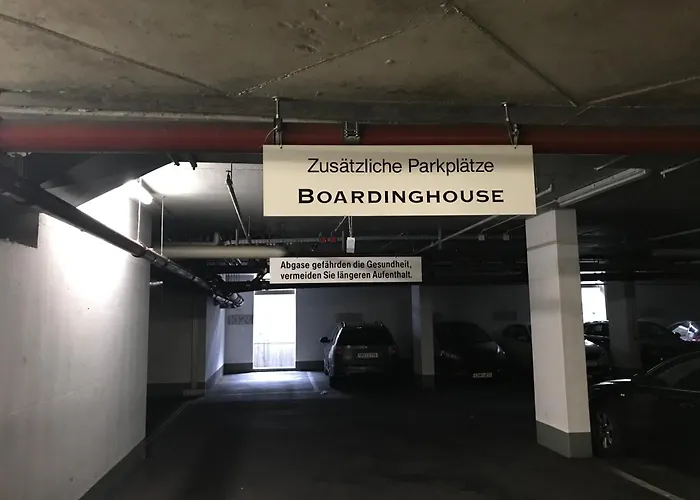 Zusätzliche Parkplätze
BOARDINGHOUSE
Abgase gefährden die Gesundheit,
vermeiden Sie längeren Aufenthalt.